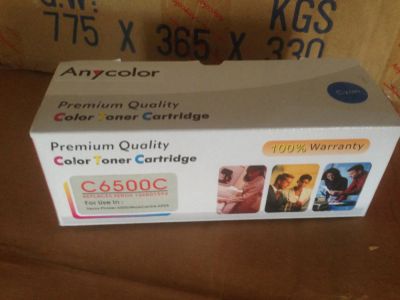 KGS
775 X 365 X 330
Anycolor
Premium Quality
Color Toner Cartridge
Premium Quality
Color Toner Cartridge
100% Warranty
C6500C
For Use In :